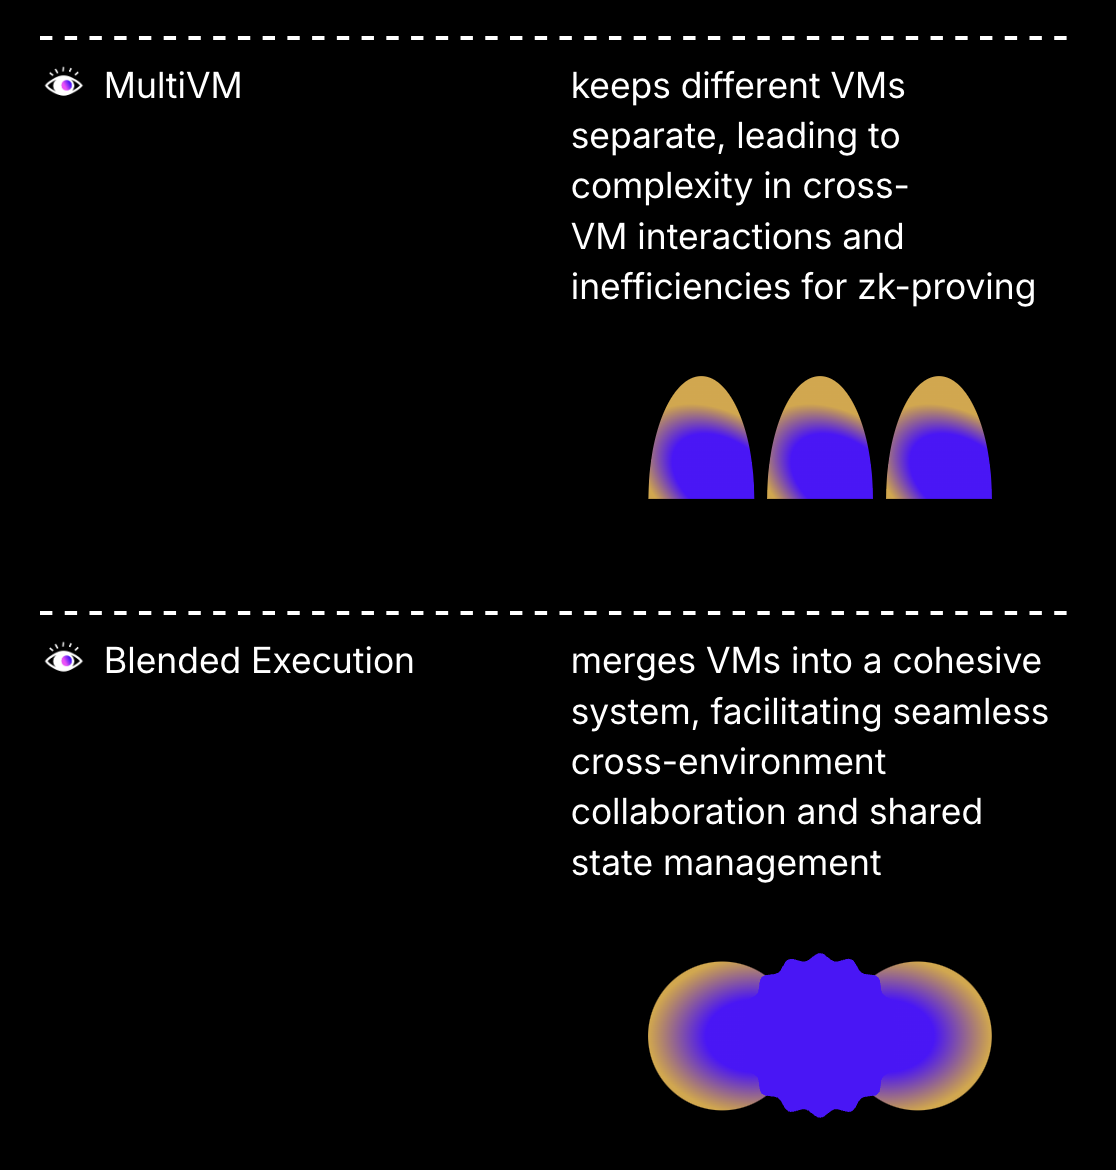 MultiVM
keeps different VMs
separate, leading to
complexity in cross-
VM interactions and
inefficiencies for zk-proving
Blended Execution
merges VMs into a cohesive
system, facilitating seamless
cross-environment
collaboration and shared
state management